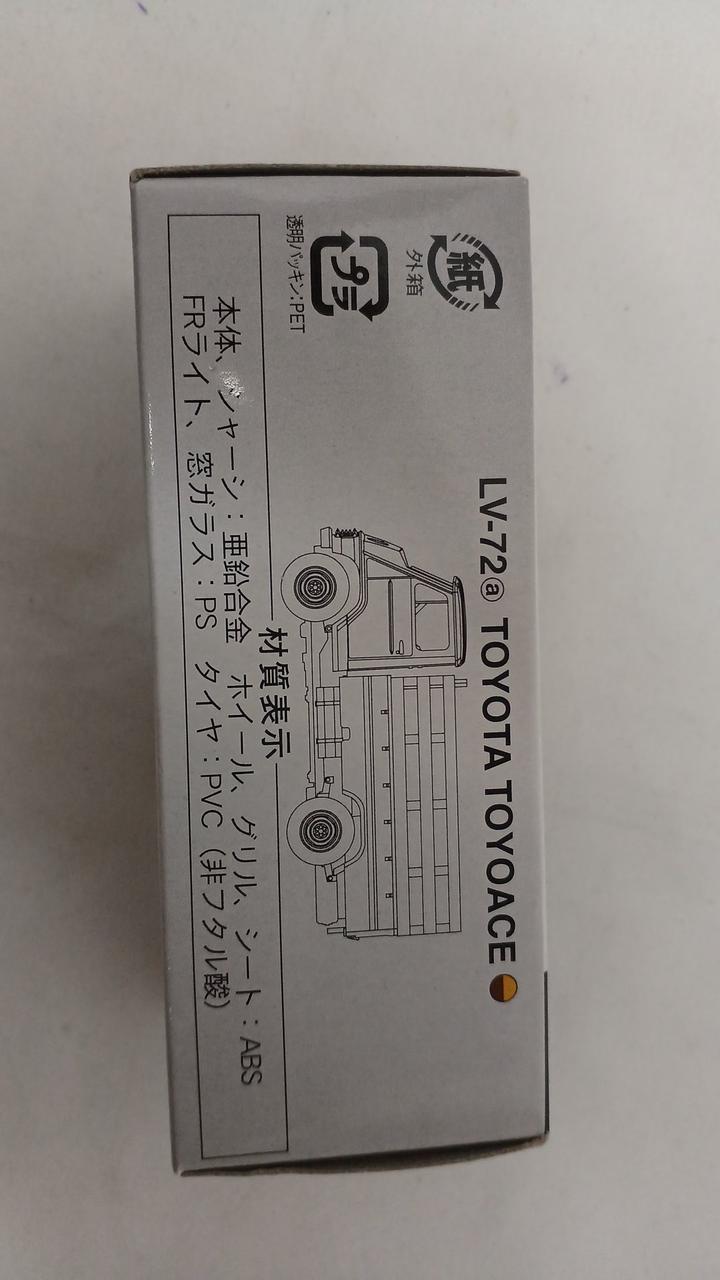 紙
外箱
プラ
透明パッキン:PET
LV-72ⓐ TOYOTA TOYOACE
材質表示
本体、シャーシ：亜鉛合金　ホイール、グリル、シート：ABS
FRライト、窓ガラス：PS　タイヤ：PVC（非フタル酸）